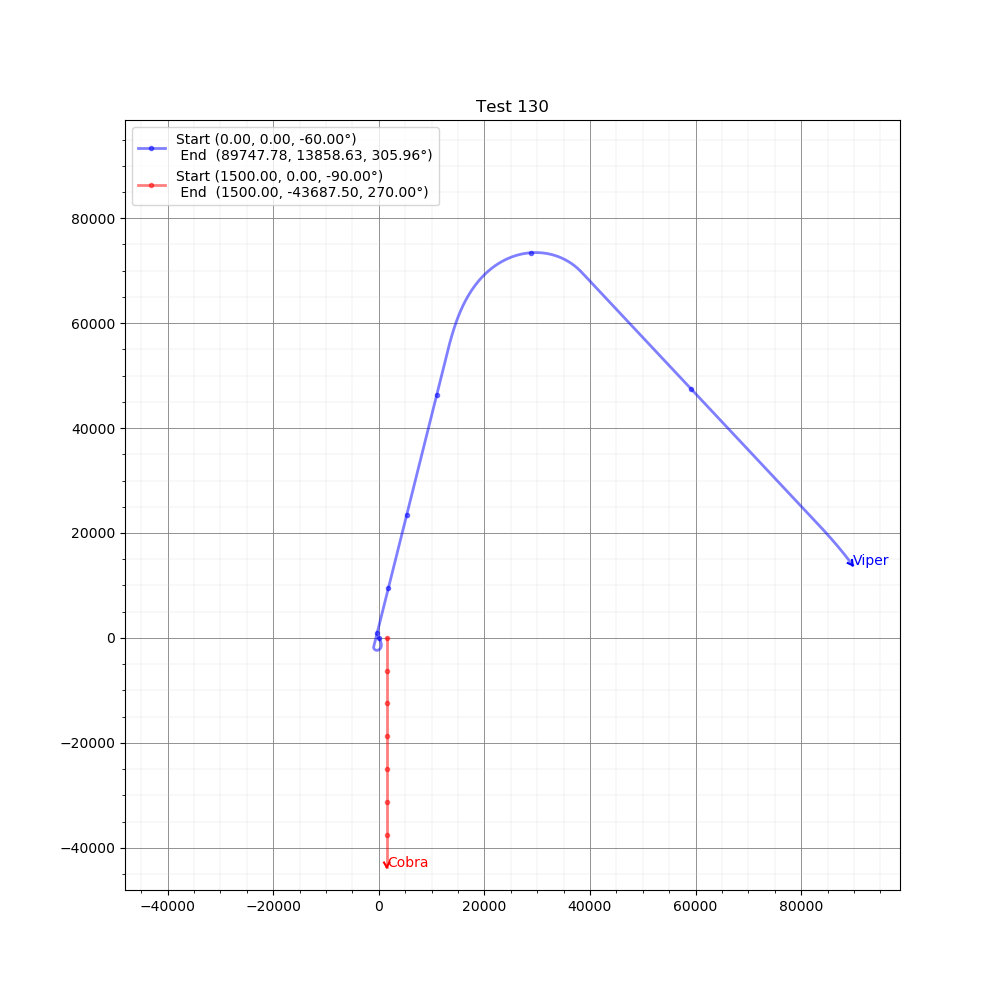 Test 130
Start (0.00, 0.00, -60.00°)
End  (89747.78, 13858.63, 305.96°)
Start (1500.00, 0.00, -90.00°)
End  (1500.00, -43687.50, 270.00°)
80000
60000
40000
20000
0
−20000
−40000
Viper
Cobra
−40000 −20000 0 20000 40000 60000 80000